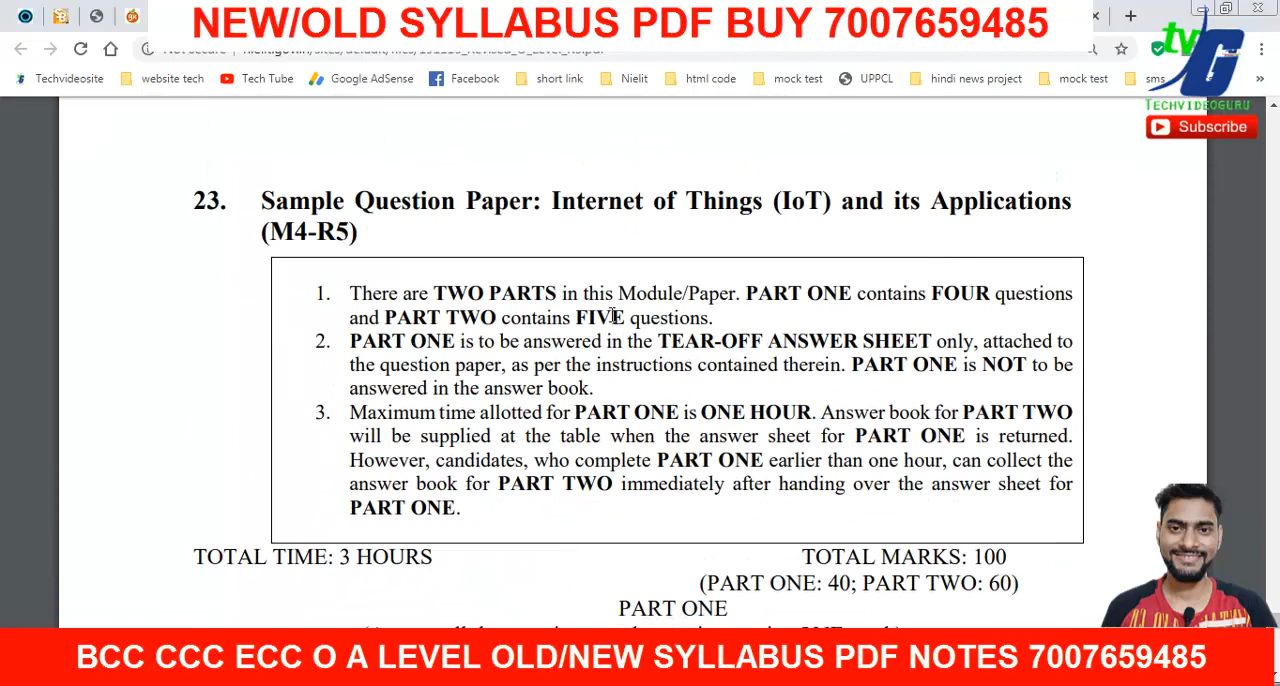 NEW/OLD SYLLABUS PDF BUY 7007659485
Techvideosite website tech Tech Tube Google AdSense Facebook short link Nielit html code mock test UPPCL hindi news project mock test sms »
tv
TECHVIDEOGURU
Subscribe
23. Sample Question Paper: Internet of Things (IoT) and its Applications
(M4-R5)
1. There are TWO PARTS in this Module/Paper. PART ONE contains FOUR questions
and PART TWO contains FIVE questions.
2. PART ONE is to be answered in the TEAR-OFF ANSWER SHEET only, attached to
the question paper, as per the instructions contained therein. PART ONE is NOT to be
answered in the answer book.
3. Maximum time allotted for PART ONE is ONE HOUR. Answer book for PART TWO
will be supplied at the table when the answer sheet for PART ONE is returned.
However, candidates, who complete PART ONE earlier than one hour, can collect the
answer book for PART TWO immediately after handing over the answer sheet for
PART ONE.
TOTAL TIME: 3 HOURS TOTAL MARKS: 100
(PART ONE: 40; PART TWO: 60)
PART ONE
BCC CCC ECC O A LEVEL OLD/NEW SYLLABUS PDF NOTES 7007659485